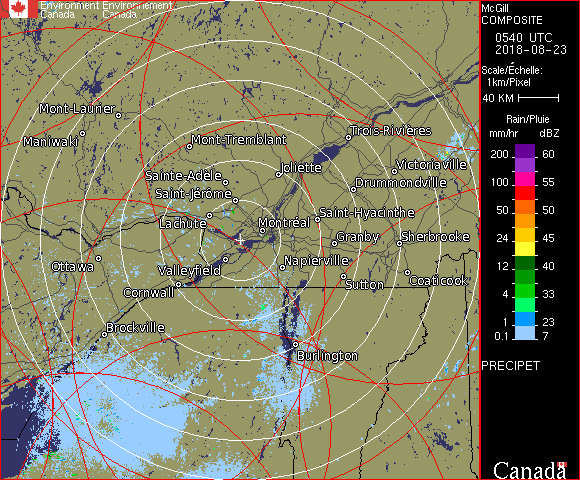 Environment Environnement
Canada Canada
McGill
COMPOSITE
0540 UTC
2018-08-23
Scale/Échelle:
1km/Pixel
40 KM
Rain/Pluie
mm/hr dBZ
200 60
150 57
100 55
50 50
24 45
12 40
8 33
4 23
1 7
0.1
PRECIPET
Canada
Mont-Laurier
Maniwaki
Mont-Tremblant
Trois-Rivières
Joliette
Victoriaville
Sainte-Adèle
Drummondville
Saint-Jérôme
Saint-Hyacinthe
Lachute
Montréal
Granby
Sherbrooke
Ottawa
Valleyfield
Napierville
Cornwall
Sutton
Coaticook
Brockville
Burlington